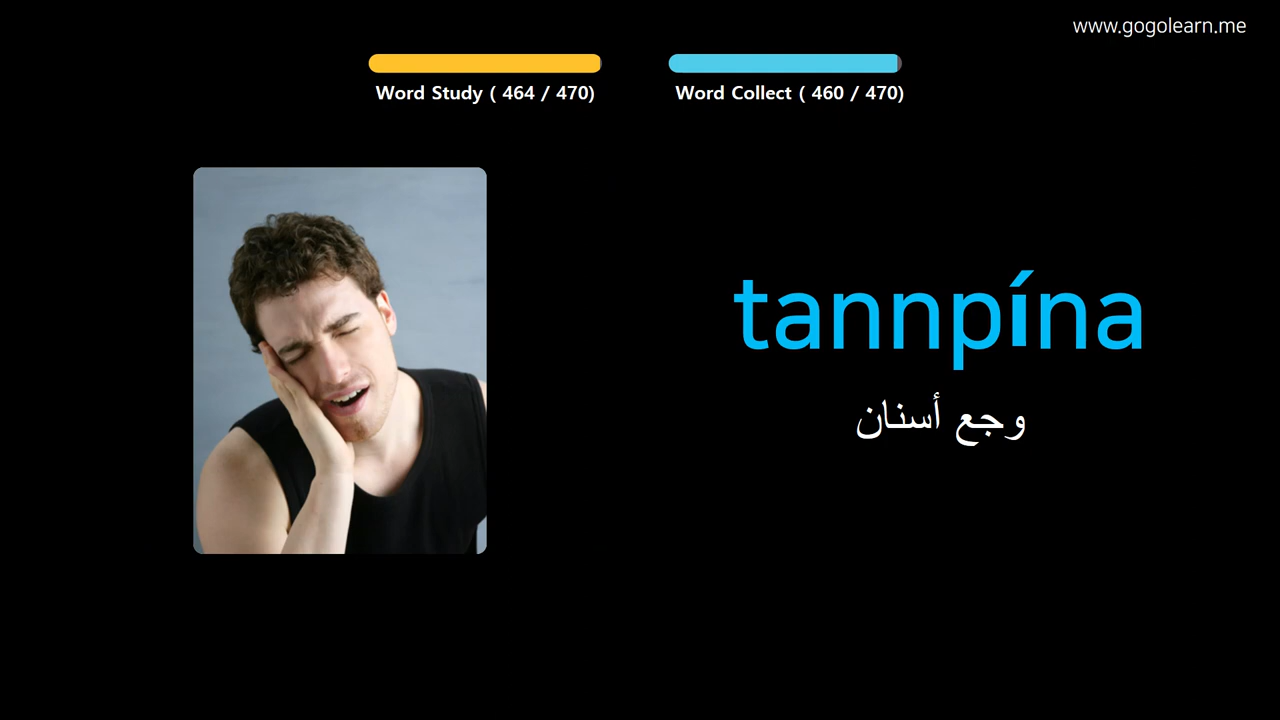 www.gogolearn.me
Word Study ( 464 / 470)
Word Collect ( 460 / 470)
tannpína
وجع أسنان